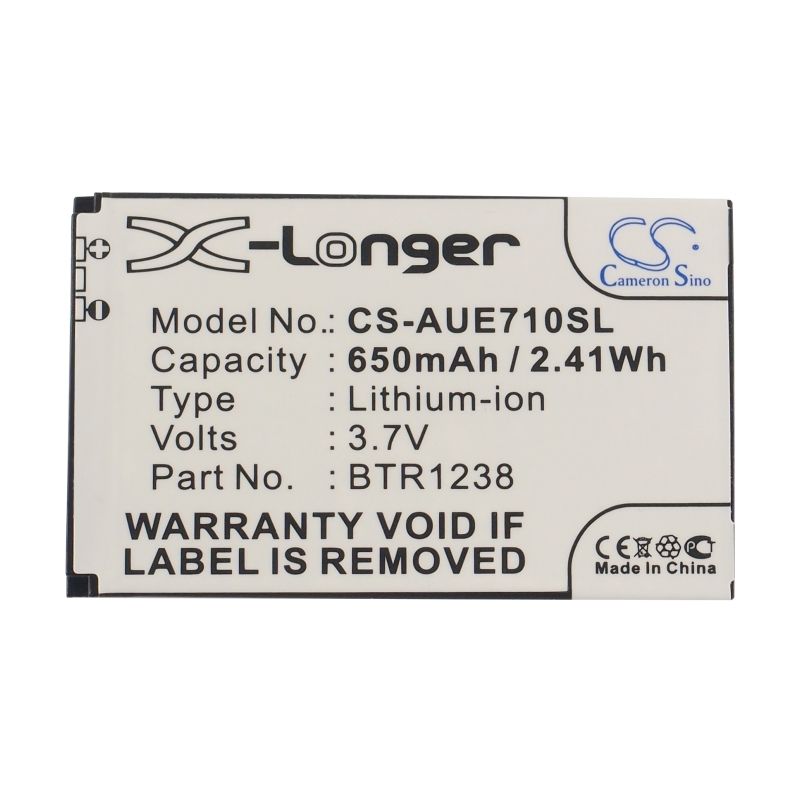 X-Longer
CS
Cameron Sino
Model No.: CS-AUE710SL
Capacity : 650mAh / 2.41Wh
Type : Lithium-ion
Volts : 3.7V
Part No. : BTR1238
WARRANTY VOID IF
LABEL IS REMOVED
CE PCT
Made In China